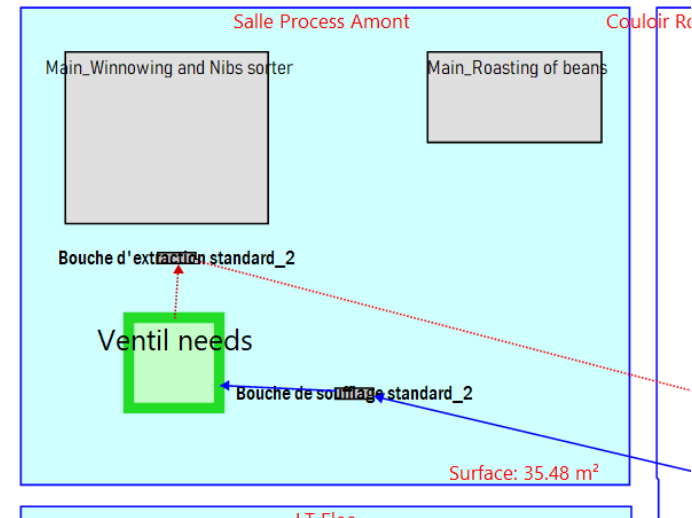 Salle Process Amont
Couloir
Main_Winnowing and Nibs sorter
Main_Roasting of beans
Bouche d'extraction standard_2
Ventil needs
Bouche de soufflage standard_2
Surface: 35.48 m²